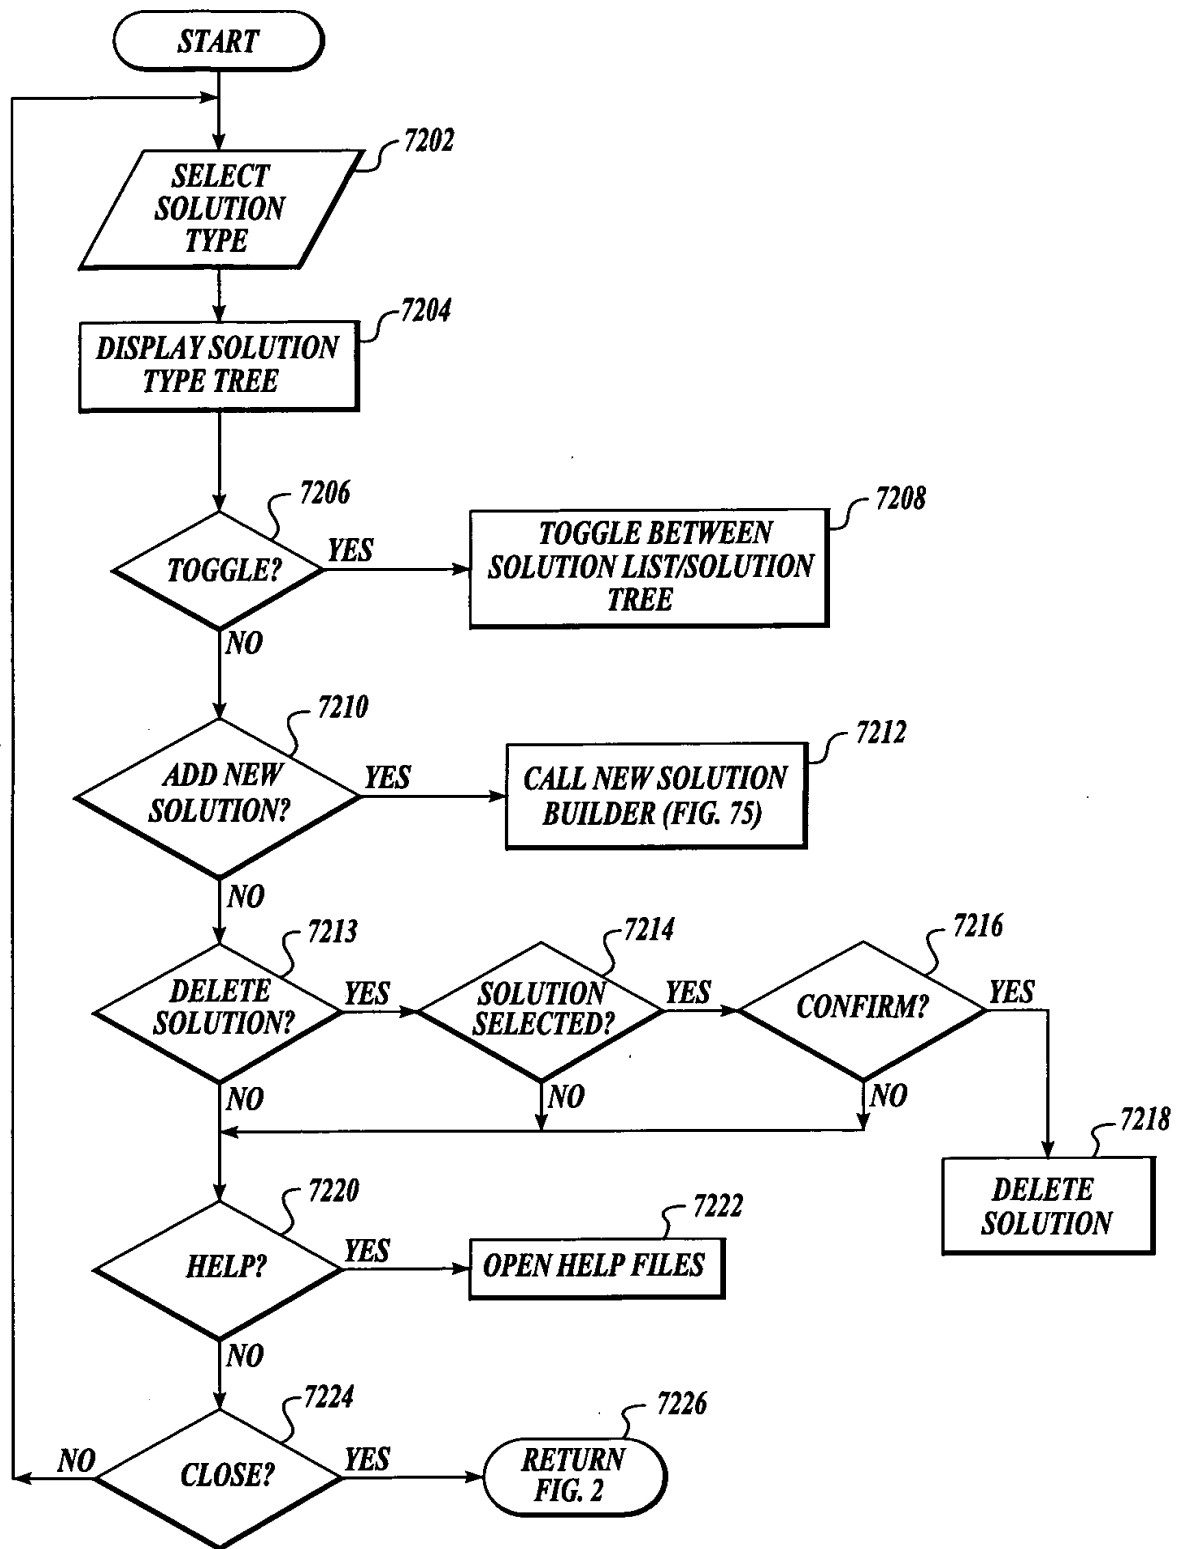 START
7202
SELECT
SOLUTION
TYPE
7204
DISPLAY SOLUTION
TYPE TREE
7206
TOGGLE?
YES
NO
7208
TOGGLE BETWEEN
SOLUTION LIST/SOLUTION
TREE
7210
ADD NEW
SOLUTION?
YES
NO
7212
CALL NEW SOLUTION
BUILDER (FIG. 75)
7213
DELETE
SOLUTION?
YES
NO
7214
SOLUTION
SELECTED?
YES
NO
7216
CONFIRM?
YES
NO
7218
DELETE
SOLUTION
7220
HELP?
YES
NO
7222
OPEN HELP FILES
7224
CLOSE?
NO
YES
7226
RETURN
FIG. 2